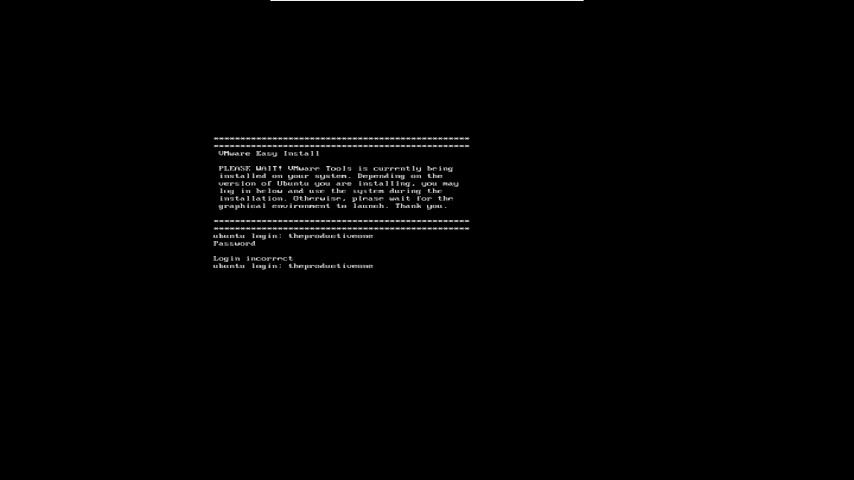 ************************************************
************************************************
VMware Easy Install
PLEASE WAIT! VMware Tools is currently being
installed on your system. Depending on the
version of Ubuntu you are installing, you may
log in below and use the system during the
installation. Otherwise, please wait for the
graphical environment to launch. Thank you.
************************************************
************************************************
ubuntu login: theproductiveone
Password
Login incorrect
ubuntu login: theproductiveone